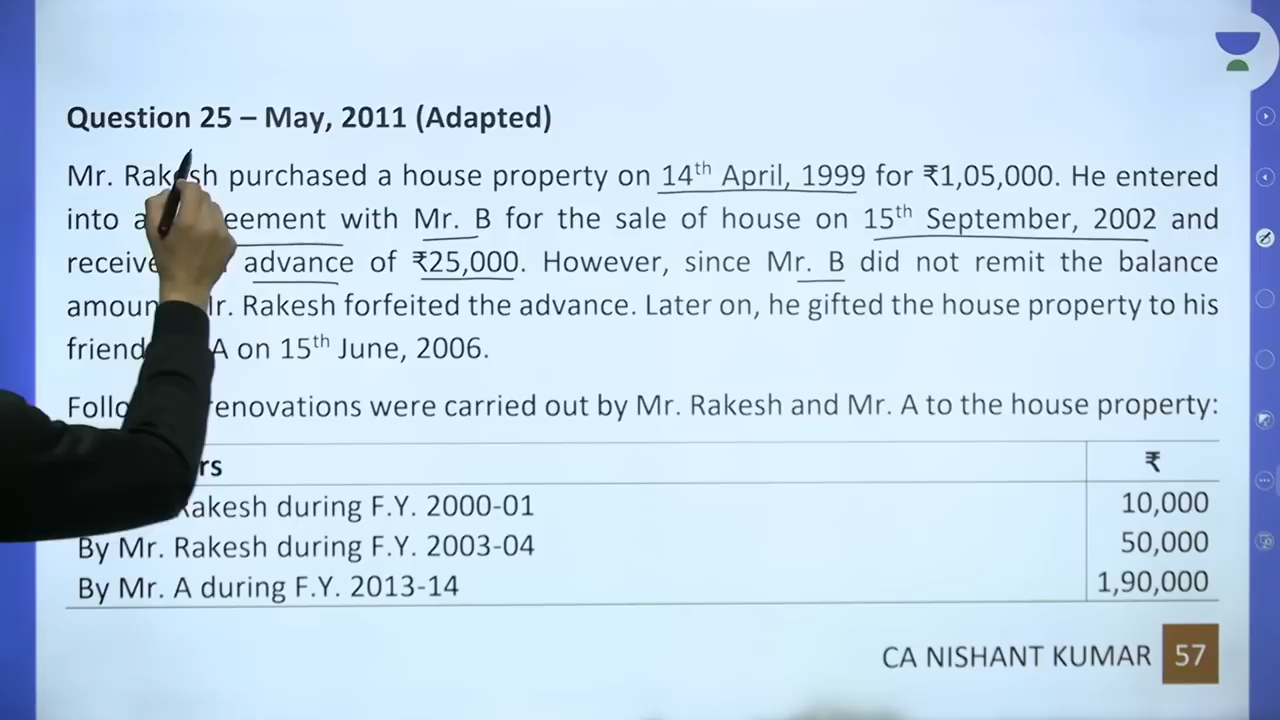 Question 25 – May, 2011 (Adapted)
Mr. Rakesh purchased a house property on 14th April, 1999 for ₹1,05,000. He entered
into a eement with Mr. B for the sale of house on 15th September, 2002 and
receive advance of ₹25,000. However, since Mr. B did not remit the balance
amoun r. Rakesh forfeited the advance. Later on, he gifted the house property to his
friend A on 15th June, 2006.
Follo renovations were carried out by Mr. Rakesh and Mr. A to the house property:
rs ₹
Rakesh during F.Y. 2000-01 10,000
By Mr. Rakesh during F.Y. 2003-04 50,000
By Mr. A during F.Y. 2013-14 1,90,000
CA NISHANT KUMAR 57